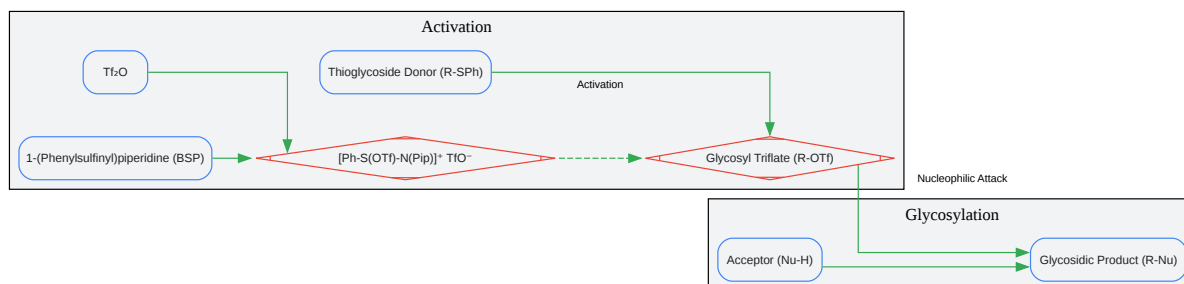 Activation
Tf₂O
Thioglycoside Donor (R-SPh)
Activation
1-(Phenylsulfinyl)piperidine (BSP)
[Ph-S(OTf)-N(Pip)]⁺ TfO⁻
Glycosyl Triflate (R-OTf)
Nucleophilic Attack
Glycosylation
Acceptor (Nu-H)
Glycosidic Product (R-Nu)